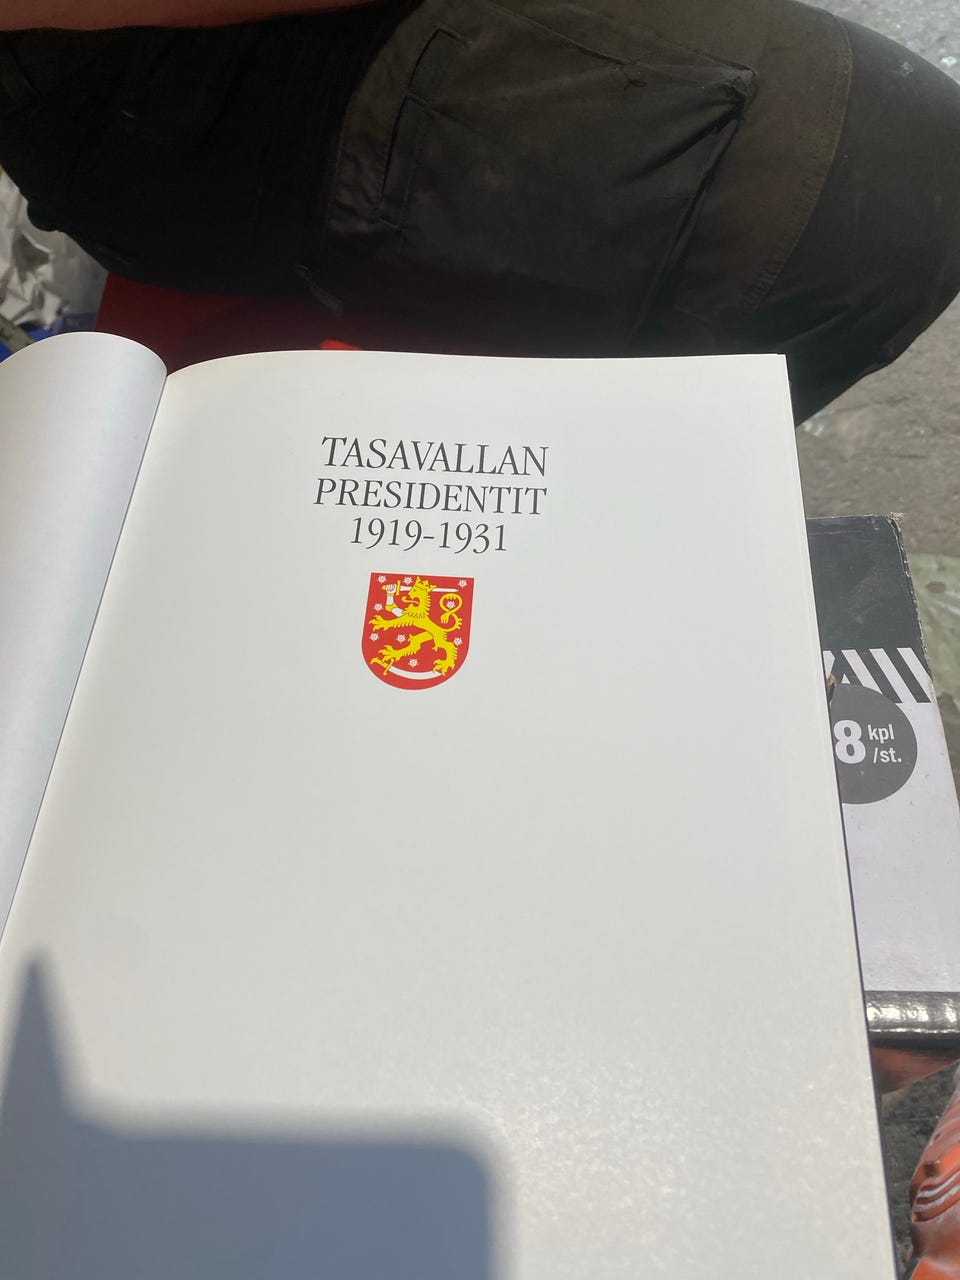 TASAVALLAN
PRESIDENTIT
1919-1931
8 kpl
/st.